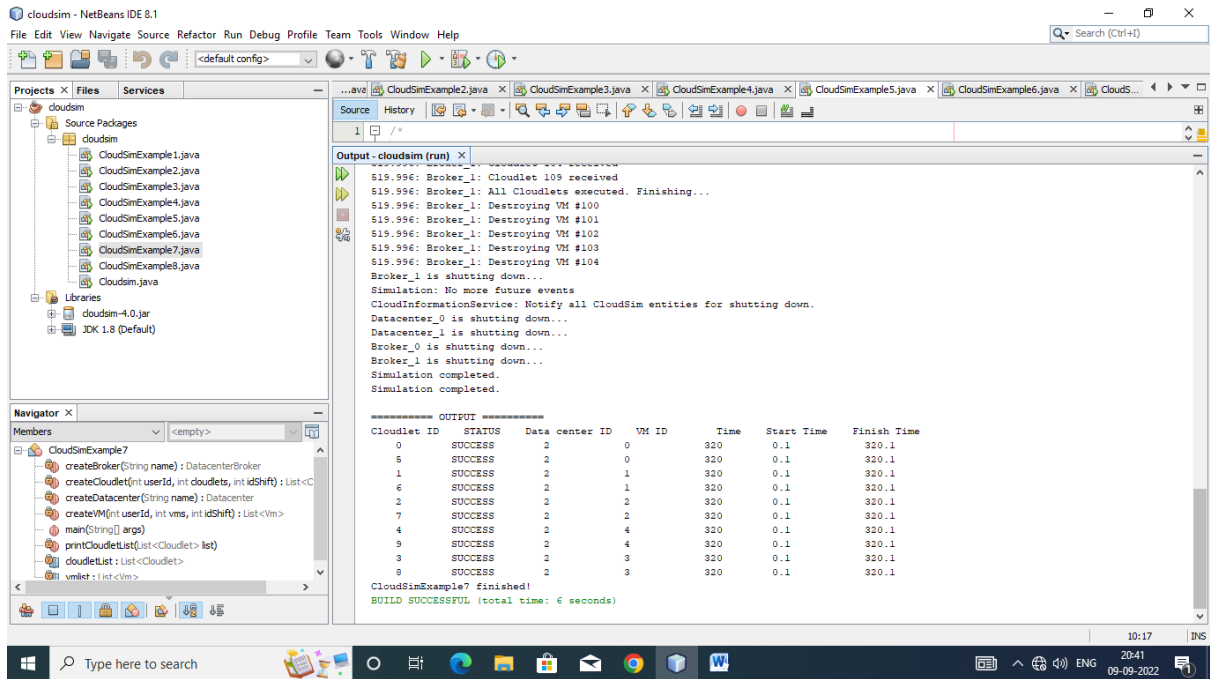 cloudsim - NetBeans IDE 8.1
File Edit View Navigate Source Refactor Run Debug Profile Team Tools Window Help
Search (Ctrl+I)
<default config>
Projects Files Services
cloudsim
Source Packages
cloudsim
CloudSimExample1.java
CloudSimExample2.java
CloudSimExample3.java
CloudSimExample4.java
CloudSimExample5.java
CloudSimExample6.java
CloudSimExample7.java
CloudSimExample8.java
Cloudsim.java
Libraries
cloudsim-4.0.jar
JDK 1.8 (Default)
Navigator
Members <empty>
CloudSimExample7
createBroker(String name) : DatacenterBroker
createCloudlet(int userId, int cloudlets, int idShift) : List<C
createDatacenter(String name) : Datacenter
createVM(int userId, int vms, int idShift) : List<Vm>
main(String[] args)
printCloudletList(List<Cloudlet> list)
cloudletList : List<Cloudlet>
vmlist : List<Vm>
...ava CloudSimExample2.java CloudSimExample3.java CloudSimExample4.java CloudSimExample5.java CloudSimExample6.java CloudS...
Source History
1 /*
Output - cloudsim (run)
519.996: Broker_1: Cloudlet 109 received
519.996: Broker_1: All Cloudlets executed. Finishing...
519.996: Broker_1: Destroying VM #100
519.996: Broker_1: Destroying VM #101
519.996: Broker_1: Destroying VM #102
519.996: Broker_1: Destroying VM #103
519.996: Broker_1: Destroying VM #104
Broker_1 is shutting down...
Simulation: No more future events
CloudInformationService: Notify all CloudSim entities for shutting down.
Datacenter_0 is shutting down...
Datacenter_1 is shutting down...
Broker_0 is shutting down...
Broker_1 is shutting down...
Simulation completed.
Simulation completed.
========== OUTPUT ==========
Cloudlet ID STATUS Data center ID VM ID Time Start Time Finish Time
0 SUCCESS 2 0 320 0.1 320.1
5 SUCCESS 2 0 320 0.1 320.1
1 SUCCESS 2 1 320 0.1 320.1
6 SUCCESS 2 1 320 0.1 320.1
2 SUCCESS 2 2 320 0.1 320.1
7 SUCCESS 2 2 320 0.1 320.1
4 SUCCESS 2 4 320 0.1 320.1
9 SUCCESS 2 4 320 0.1 320.1
3 SUCCESS 2 3 320 0.1 320.1
8 SUCCESS 2 3 320 0.1 320.1
CloudSimExample7 finished!
BUILD SUCCESSFUL (total time: 6 seconds)
10:17 INS
Type here to search
ENG
20:41
09-09-2022